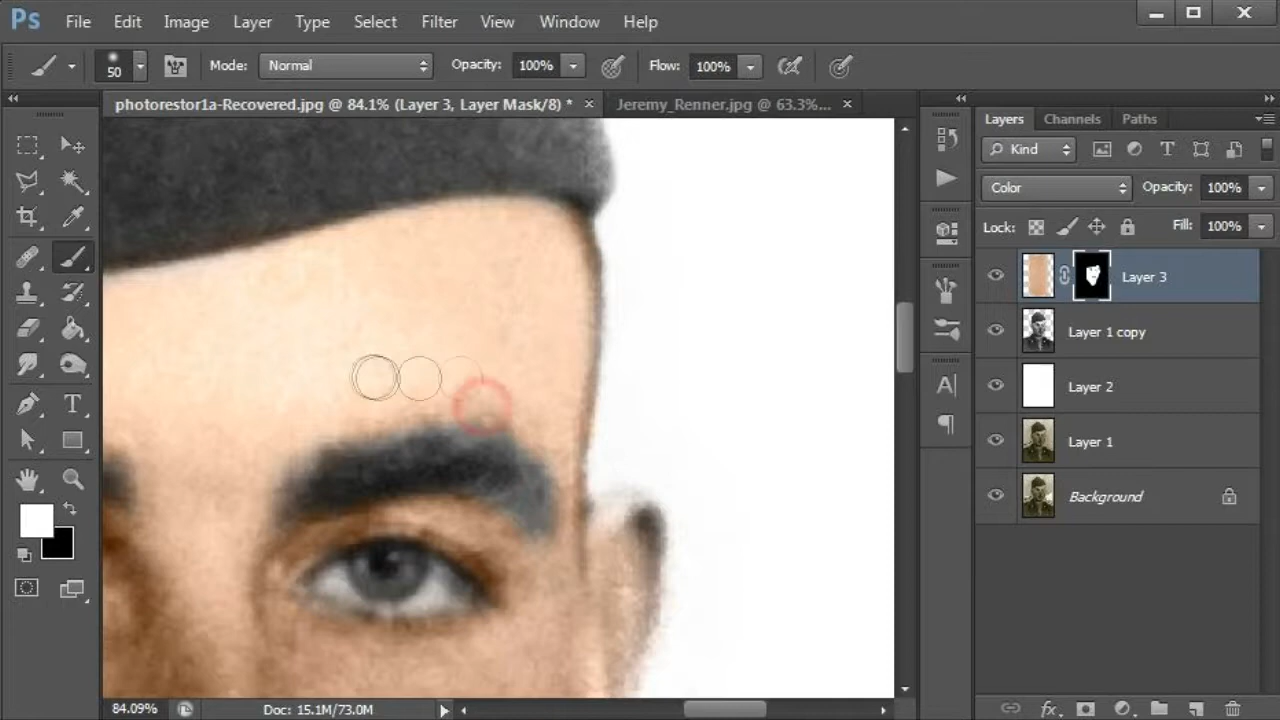 Ps File Edit Image Layer Type Select Filter View Window Help
50 Mode: Normal Opacity: 100% Flow: 100%
photorestor1a-Recovered.jpg @ 84.1% (Layer 3, Layer Mask/8) * Jeremy_Renner.jpg @ 63.3%...
Layers Channels Paths
Kind
Color Opacity: 100%
Lock: Fill: 100%
Layer 3
Layer 1 copy
Layer 2
Layer 1
Background
84.09% Doc: 15.1M/73.0M